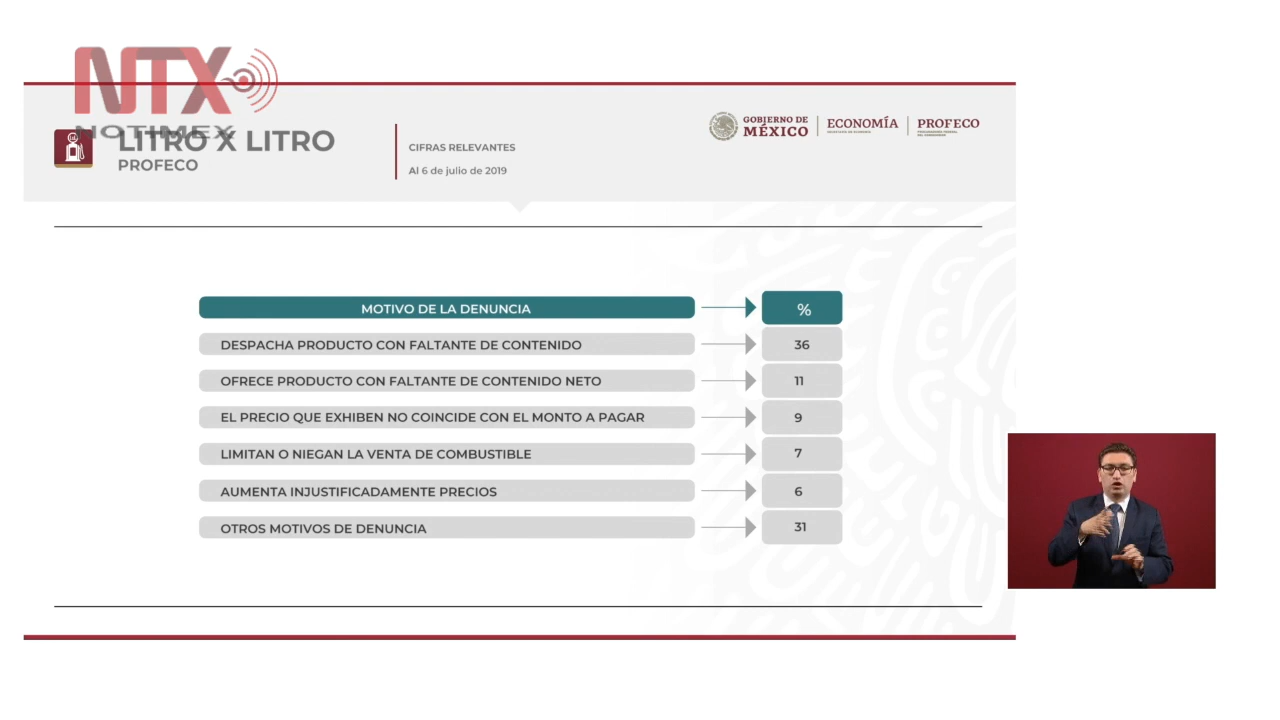 NTX
NOTIMEX
LITRO X LITRO
PROFECO
CIFRAS RELEVANTES
Al 6 de julio de 2019
GOBIERNO DE
MÉXICO
ECONOMÍA
PROFECO
MOTIVO DE LA DENUNCIA %
DESPACHA PRODUCTO CON FALTANTE DE CONTENIDO 36
OFRECE PRODUCTO CON FALTANTE DE CONTENIDO NETO 11
EL PRECIO QUE EXHIBEN NO COINCIDE CON EL MONTO A PAGAR 9
LIMITAN O NIEGAN LA VENTA DE COMBUSTIBLE 7
AUMENTA INJUSTIFICADAMENTE PRECIOS 6
OTROS MOTIVOS DE DENUNCIA 31